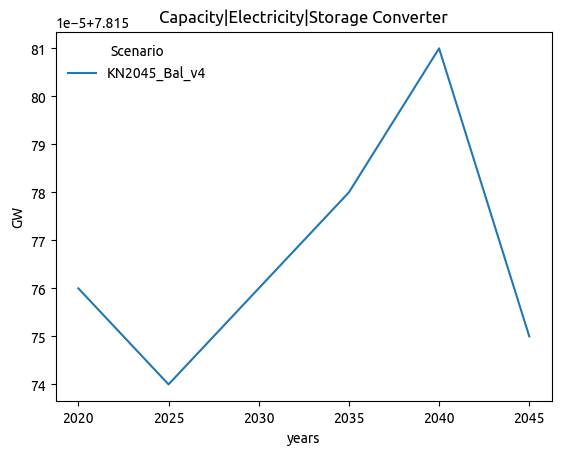 Capacity|Electricity|Storage Converter
1e−5+7.815
Scenario
KN2045_Bal_v4
81
80
79
78
77
76
75
74
GW
2020 2025 2030 2035 2040 2045
years